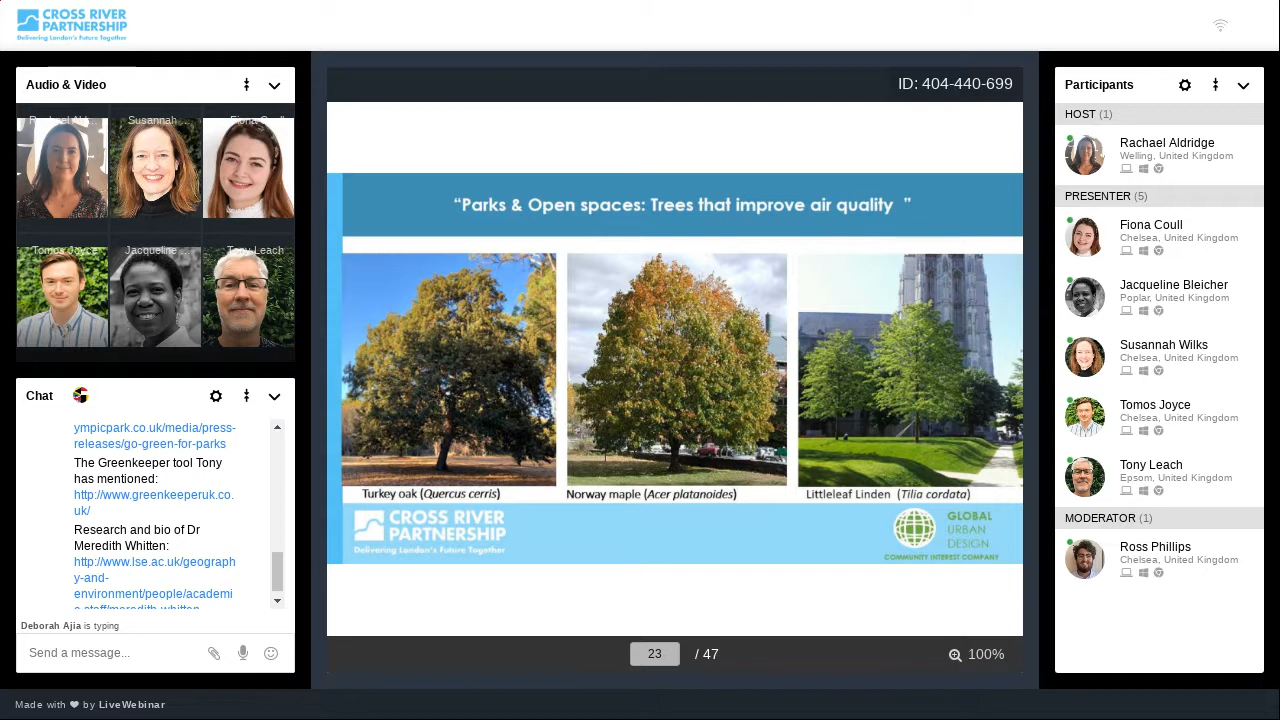 CROSS RIVER
PARTNERSHIP
Delivering London's Future Together
Audio & Video
Susannah ...
Fiona Coull
Tomos Joyce
Jacqueline ...
Tony Leach
Chat
ympicpark.co.uk/media/press-
releases/go-green-for-parks
The Greenkeeper tool Tony
has mentioned:
http://www.greenkeeperuk.co.
uk/
Research and bio of Dr
Meredith Whitten:
http://www.lse.ac.uk/geograph
y-and-
environment/people/academi
c-staff/meredith-whitten
Deborah Ajia is typing
Send a message...
ID: 404-440-699
“Parks & Open spaces: Trees that improve air quality ”
Turkey oak (Quercus cerris)
Norway maple (Acer platanoides)
Littleleaf Linden (Tilia cordata)
CROSS RIVER
PARTNERSHIP
Delivering London's Future Together
GLOBAL
URBAN
DESIGN
COMMUNITY INTEREST COMPANY
23 / 47
100%
Participants
HOST (1)
Rachael Aldridge
Welling, United Kingdom
PRESENTER (5)
Fiona Coull
Chelsea, United Kingdom
Jacqueline Bleicher
Poplar, United Kingdom
Susannah Wilks
Chelsea, United Kingdom
Tomos Joyce
Chelsea, United Kingdom
Tony Leach
Epsom, United Kingdom
MODERATOR (1)
Ross Phillips
Chelsea, United Kingdom
Made with ❤ by LiveWebinar